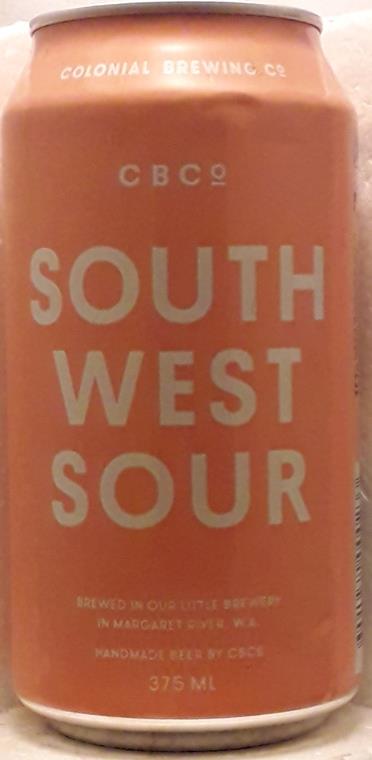 COLONIAL BREWING Cº
CBCº
SOUTH
WEST
SOUR
BREWED IN OUR LITTLE BREWERY
IN MARGARET RIVER, W.A.
HANDMADE BEER BY CBCº
375 ML